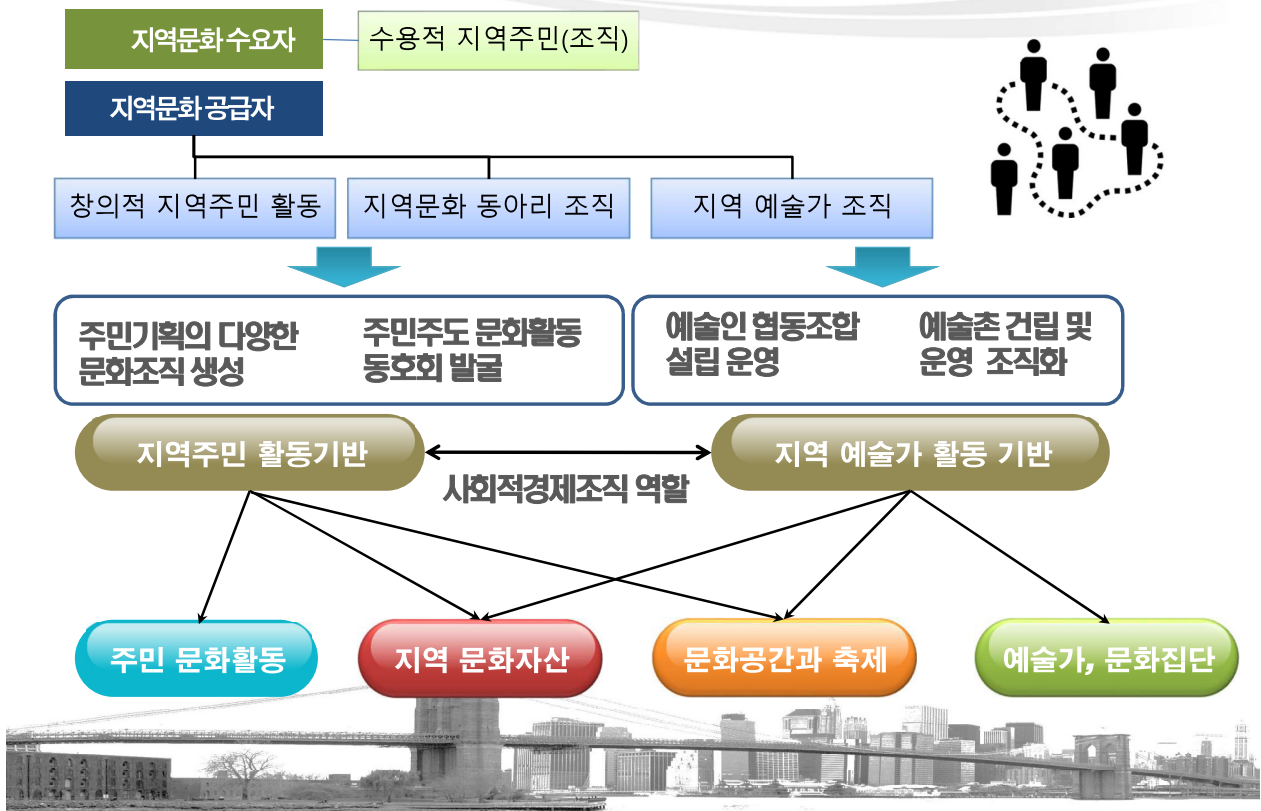 지역문화 수요자
수용적 지역주민(조직)
지역문화 공급자
창의적 지역주민 활동
지역문화 동아리 조직
지역 예술가 조직
주민기획의 다양한
문화조직 생성
주민주도 문화활동
동호회 발굴
예술인 협동조합
설립 운영
예술촌 건립 및
운영 조직화
지역주민 활동기반
지역 예술가 활동 기반
사회적경제조직 역할
주민 문화활동
지역 문화자산
문화공간과 축제
예술가, 문화집단